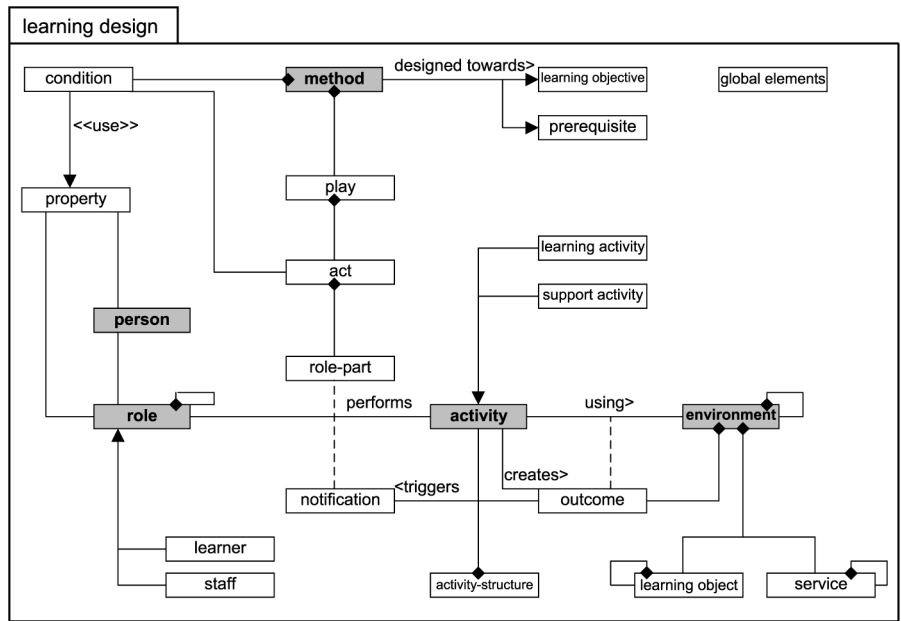 learning design
condition
method
designed towards>
learning objective
global elements
<<use>>
prerequisite
property
play
learning activity
act
support activity
person
role-part
role
performs
activity
using>
environment
notification
<triggers
creates>
outcome
learner
staff
activity-structure
learning object
service